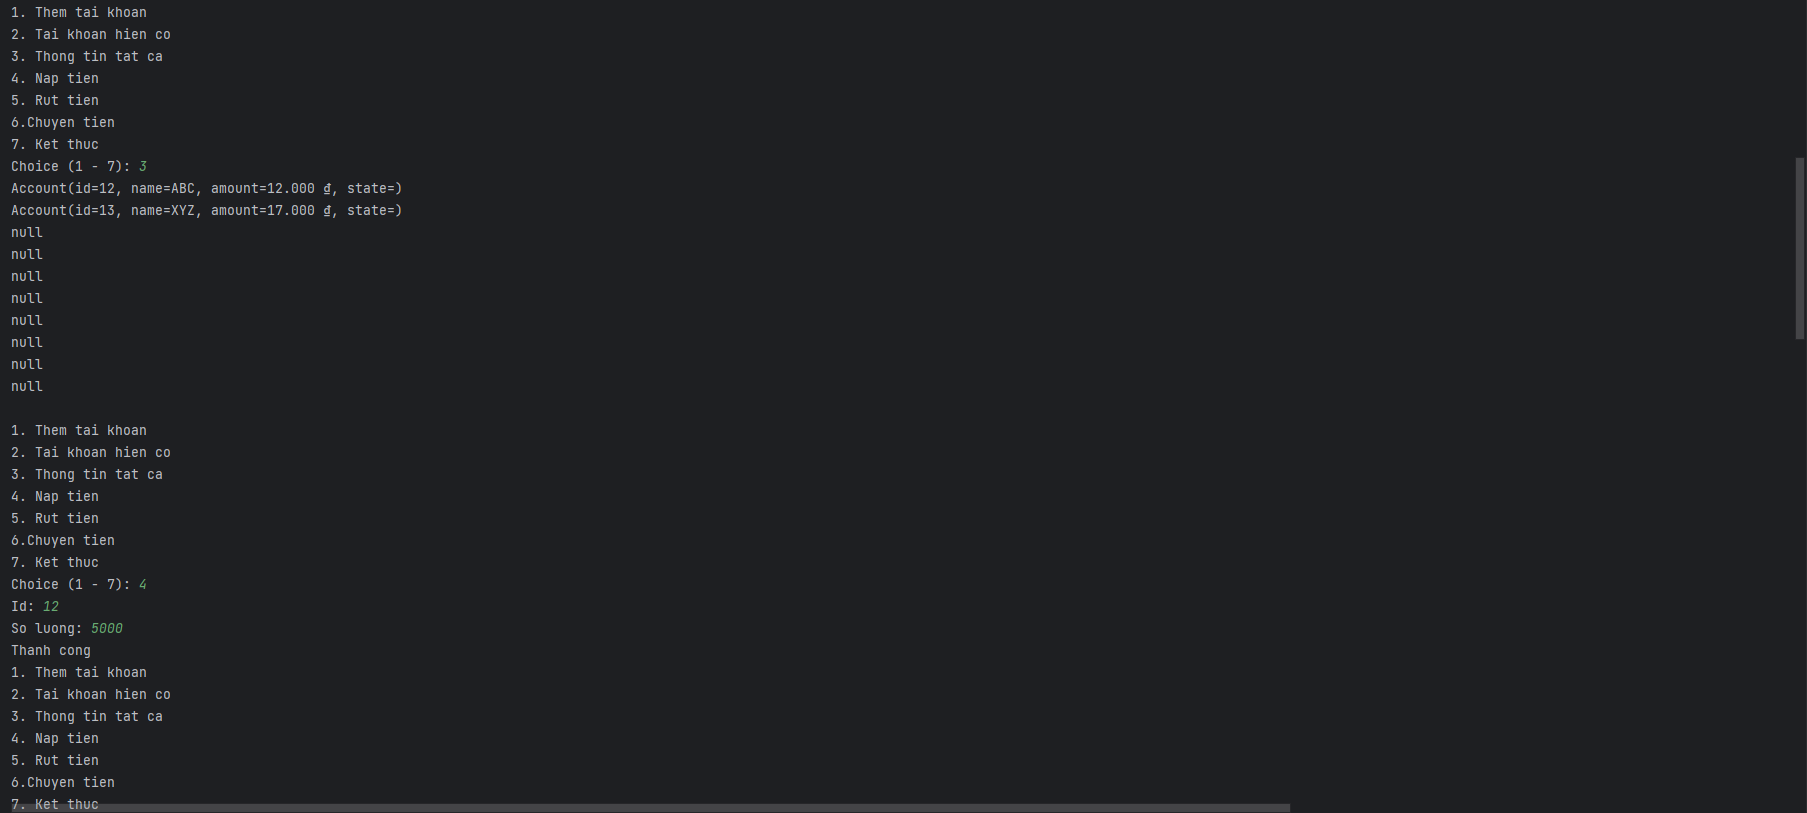 1. Them tai khoan
2. Tai khoan hien co
3. Thong tin tat ca
4. Nap tien
5. Rut tien
6.Chuyen tien
7. Ket thuc
Choice (1 - 7): 3
Account(id=12, name=ABC, amount=12.000 ₫, state=)
Account(id=13, name=XYZ, amount=17.000 ₫, state=)
null
null
null
null
null
null
null
null
1. Them tai khoan
2. Tai khoan hien co
3. Thong tin tat ca
4. Nap tien
5. Rut tien
6.Chuyen tien
7. Ket thuc
Choice (1 - 7): 4
Id: 12
So luong: 5000
Thanh cong
1. Them tai khoan
2. Tai khoan hien co
3. Thong tin tat ca
4. Nap tien
5. Rut tien
6.Chuyen tien
7. Ket thuc